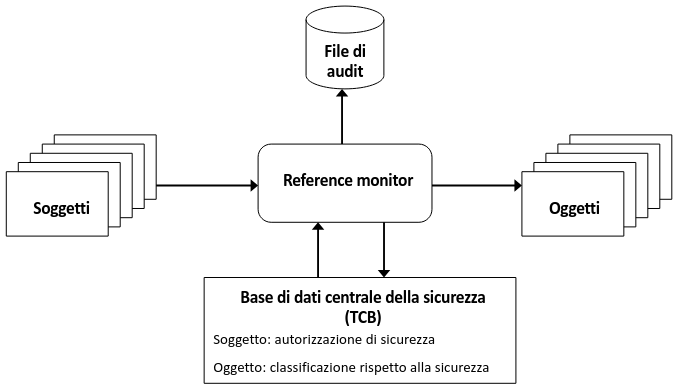 File di
audit
Reference monitor
Soggetti
Oggetti
Base di dati centrale della sicurezza
(TCB)
Soggetto: autorizzazione di sicurezza
Oggetto: classificazione rispetto alla sicurezza